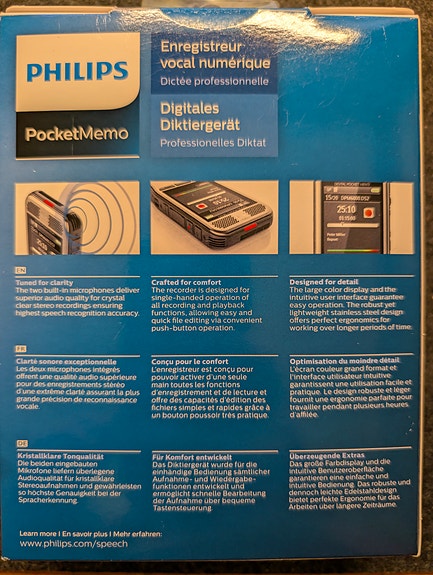 PHILIPS
PocketMemo
Enregistreur
vocal numérique
Dictée professionnelle
Digitales
Diktiergerät
Professionelles Diktat
DIGITAL POCKET MEMO
15:00 DPM8000.DS2
25:10
01:15:00
Peter Miller
Report
EN
Tuned for clarity
The two built-in microphones deliver
superior audio quality for crystal
clear stereo recordings ensuring
highest speech recognition accuracy.
Crafted for comfort
The recorder is designed for
single-handed operation of
all recording and playback
functions, allowing easy and
quick file editing via convenient
push-button operation.
Designed for detail
The large color display and the
intuitive user interface guarantee
easy operation. The robust yet
lightweight stainless steel design
offers perfect ergonomics for
working over longer periods of time.
FR
Clarté sonore exceptionnelle
Les deux microphones intégrés
offrent une qualité audio supérieure
pour des enregistrements stéréo
d'une extrême clarté assurant la plus
grande précision de reconnaissance
vocale.
Conçu pour le confort
L'enregistreur est conçu pour
pouvoir activer d'une seule
main toutes les fonctions
d'enregistrement et de lecture et
offre des capacités d'édition des
fichiers simples et rapides grâce à
un bouton poussoir très pratique.
Optimisation du moindre détail
L'écran couleur grand format et
l'interface utilisateur intuitive
garantissent une utilisation facile et
pratique. Le design robuste et léger
fournit une ergonomie parfaite pour
travailler pendant plusieurs heures
d'affilée.
DE
Kristallklare Tonqualität
Die beiden eingebauten
Mikrofone liefern überlegene
Audioqualität für kristallklare
Stereoaufnahmen und gewährleisten
so höchste Genauigkeit bei der
Spracherkennung.
Für Komfort entwickelt
Das Diktiergerät wurde für die
einhändige Bedienung sämtlicher
Aufnahme- und Wiedergabe-
funktionen entwickelt und
ermöglicht schnelle Bearbeitung
der Aufnahme über bequeme
Tastensteuerung.
Überzeugende Extras
Das große Farbdisplay und die
intuitive Benutzeroberfläche
garantieren eine einfache und
intuitive Bedienung. Das robuste und
dennoch leichte Edelstahldesign
bietet perfekte Ergonomie für das
Arbeiten über längere Zeiträume.
Learn more I En savoir plus I Mehr erfahren:
www.philips.com/speech